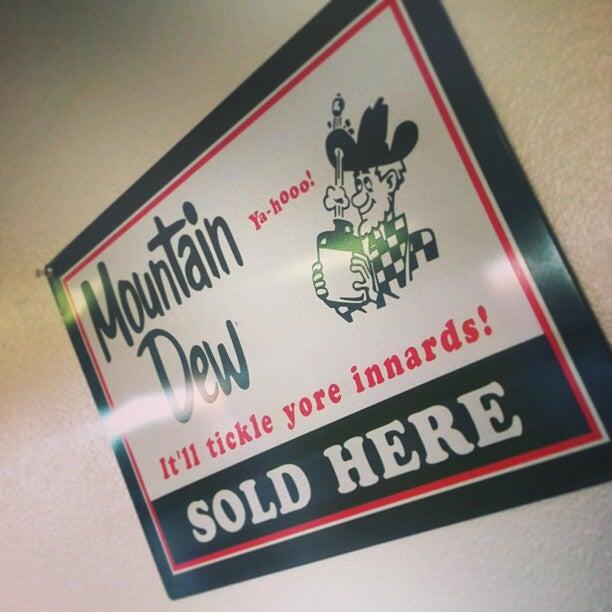 Ya-hooo!
Mountain
Dew
It'll tickle yore innards!
SOLD HERE